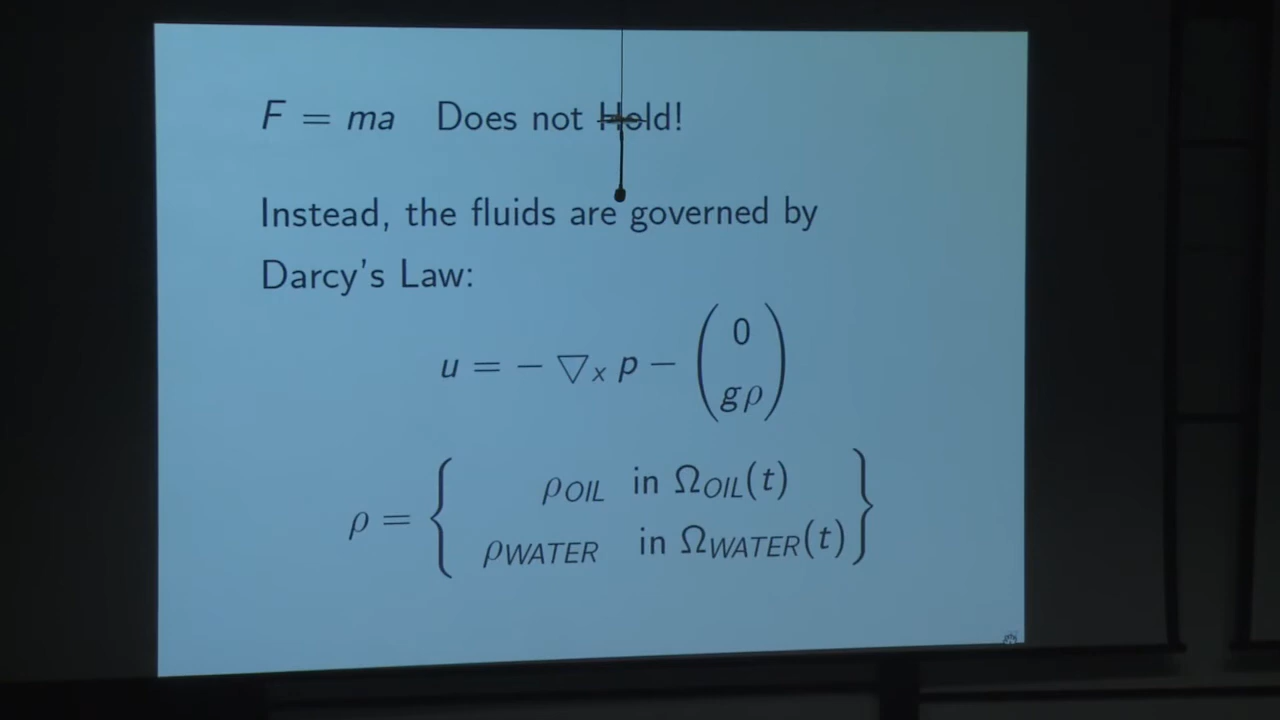 F = ma Does not Hold!
Instead, the fluids are governed by
Darcy's Law:
u = − ▽ₓ p − ( 0
gρ )
ρ = { ρ_OIL in Ω_OIL(t)
ρ_WATER in Ω_WATER(t) }